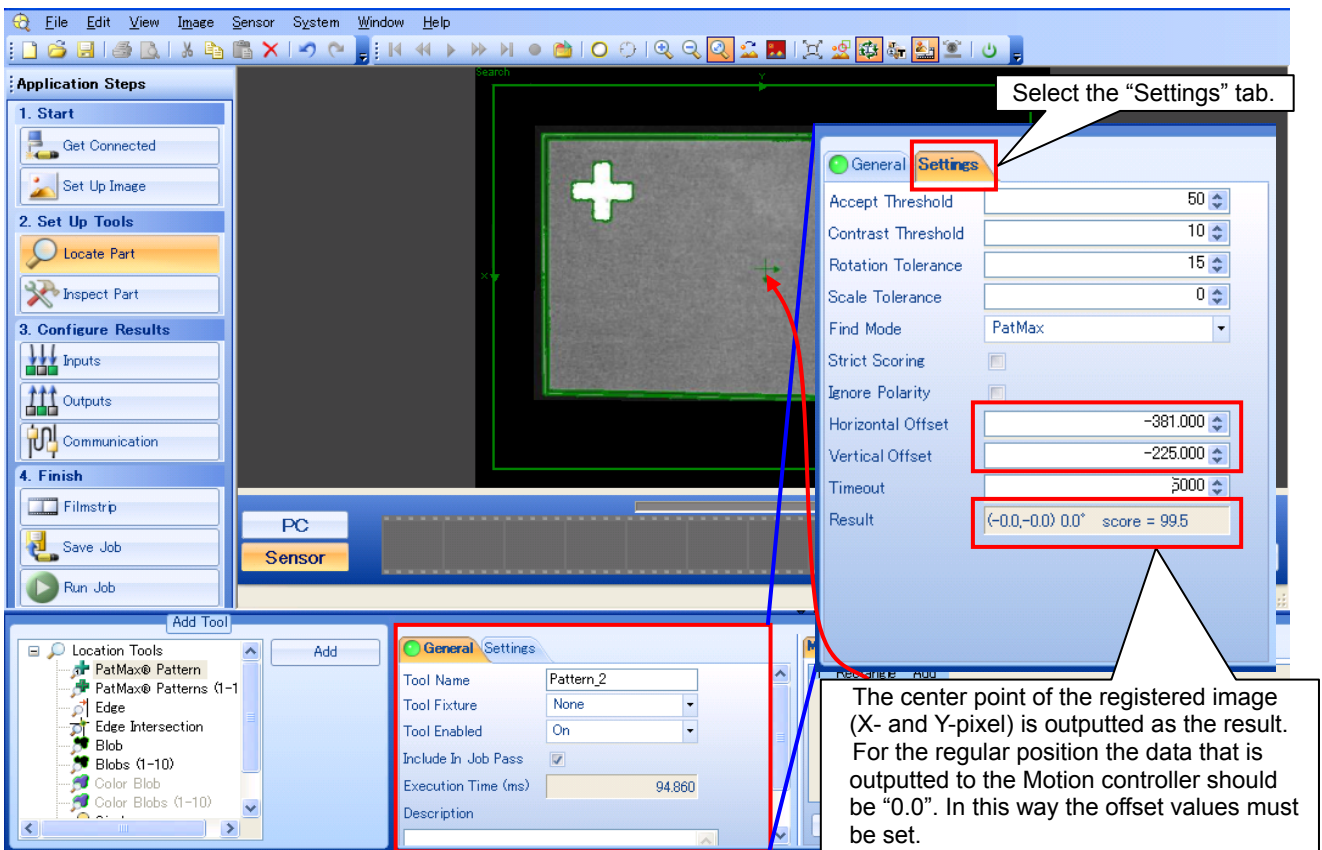 File Edit View Image Sensor System Window Help
Application Steps
1. Start
Get Connected
Set Up Image
2. Set Up Tools
Locate Part
Inspect Part
3. Configure Results
Inputs
Outputs
Communication
4. Finish
Filmstrip
Save Job
Run Job
Search
Y
X
PC
Sensor
Select the “Settings” tab.
General Settings
Accept Threshold 50
Contrast Threshold 10
Rotation Tolerance 15
Scale Tolerance 0
Find Mode PatMax
Strict Scoring
Ignore Polarity
Horizontal Offset -381.000
Vertical Offset -225.000
Timeout 5000
Result (-0.0,-0.0) 0.0° score = 99.5
Add Tool
Location Tools
PatMax® Pattern
PatMax® Patterns (1-1
Edge
Edge Intersection
Blob
Blobs (1-10)
Color Blob
Color Blobs (1-10)
Add
General Settings
Tool Name Pattern_2
Tool Fixture None
Tool Enabled On
Include In Job Pass
Execution Time (ms) 94.860
Description
M
Rectangle Add
The center point of the registered image
(X- and Y-pixel) is outputted as the result.
For the regular position the data that is
outputted to the Motion controller should
be “0.0”. In this way the offset values must
be set.